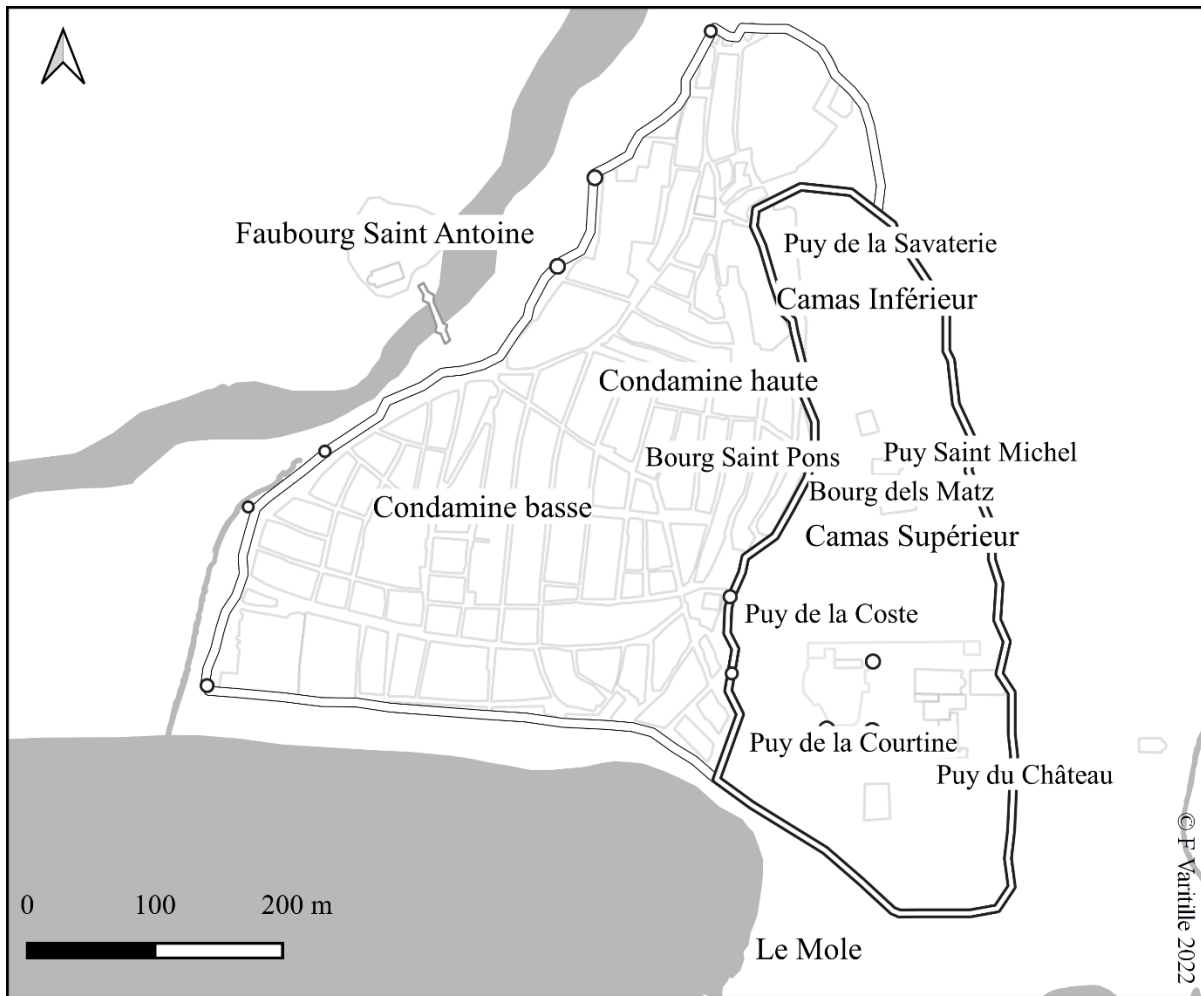 Faubourg Saint Antoine
Puy de la Savaterie
Camas Inférieur
Condamine haute
Bourg Saint Pons
Puy Saint Michel
Bourg dels Matz
Condamine basse
Camas Supérieur
Puy de la Coste
Puy de la Courtine
Puy du Château
© F Varitille 2022
0 100 200 m
Le Mole